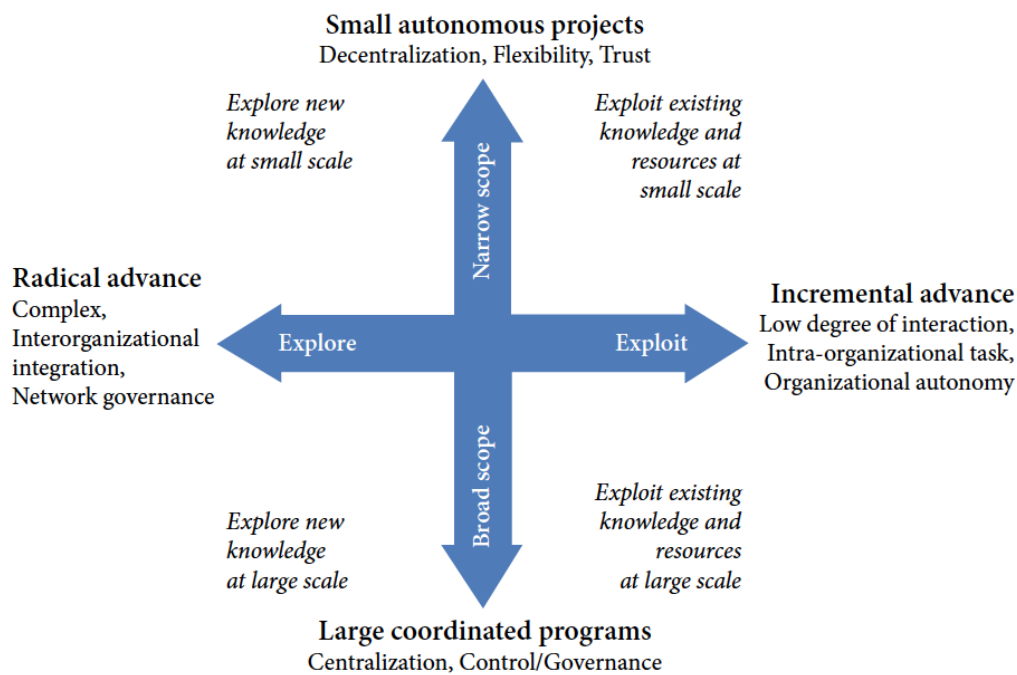 Small autonomous projects
Decentralization, Flexibility, Trust
Explore new
knowledge
at small scale
Exploit existing
knowledge and
resources at
small scale
Narrow scope
Radical advance
Complex,
Interorganizational
integration,
Network governance
Explore
Exploit
Incremental advance
Low degree of interaction,
Intra-organizational task,
Organizational autonomy
Broad scope
Explore new
knowledge
at large scale
Exploit existing
knowledge and
resources
at large scale
Large coordinated programs
Centralization, Control/Governance